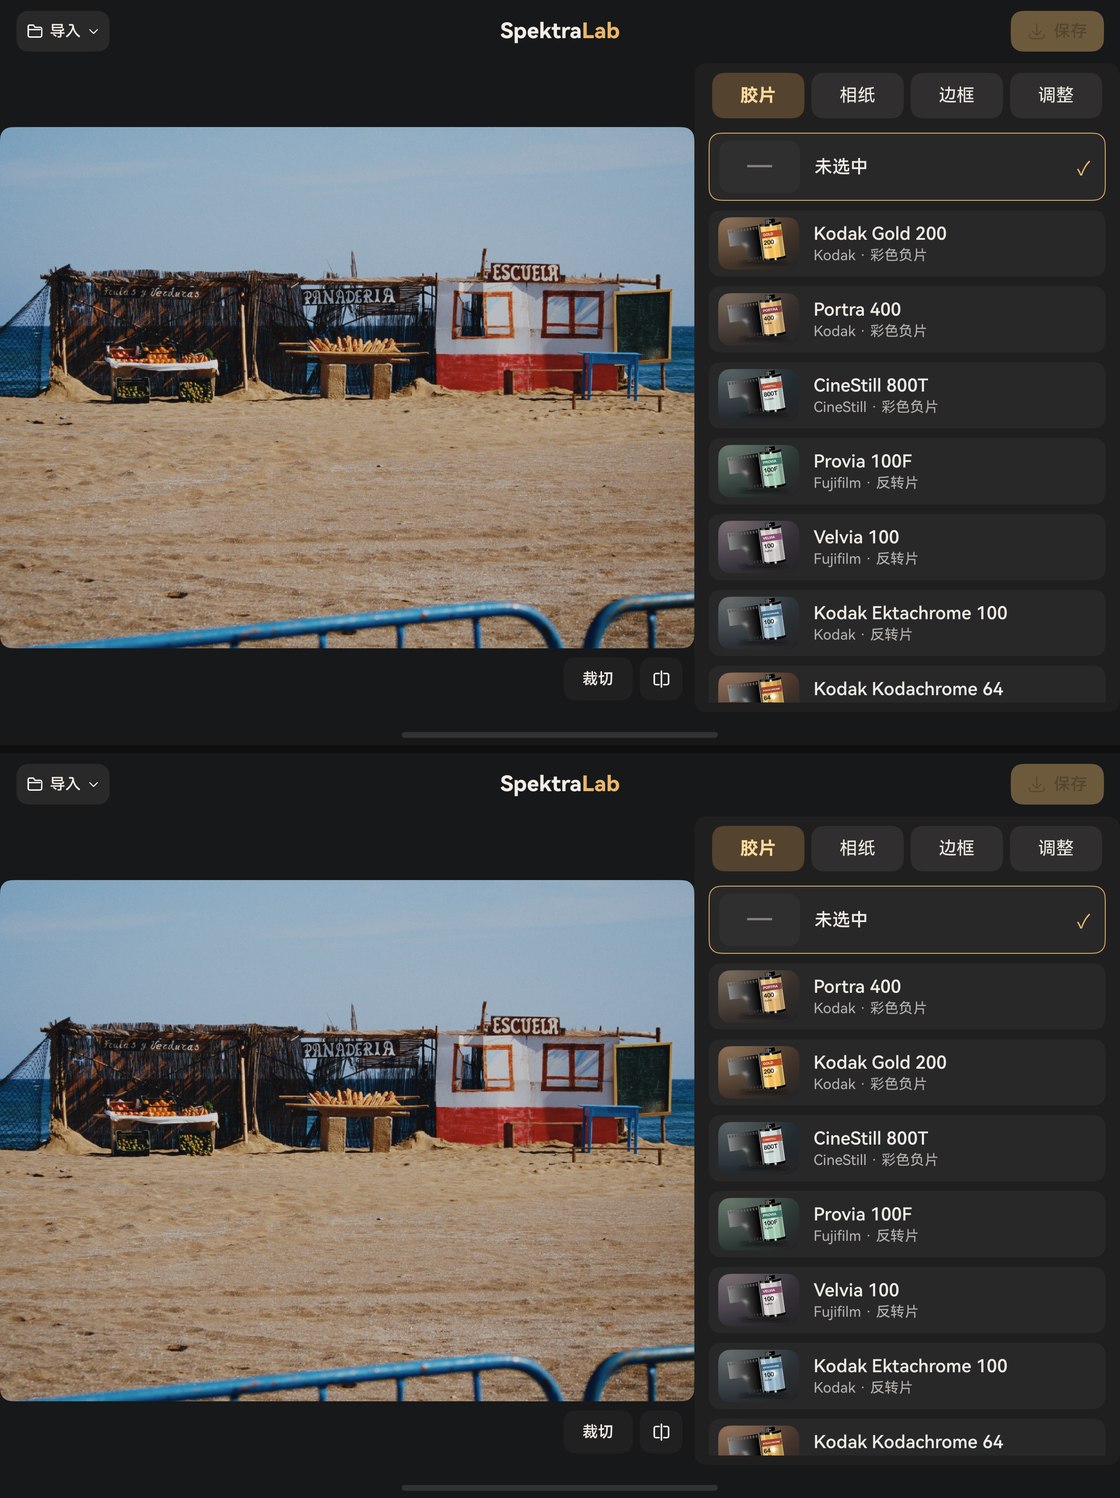 导入
SpektraLab
保存
胶片
相纸
边框
调整
未选中
Kodak Gold 200
Kodak · 彩色负片
Portra 400
Kodak · 彩色负片
CineStill 800T
CineStill · 彩色负片
Provia 100F
Fujifilm · 反转片
Velvia 100
Fujifilm · 反转片
Kodak Ektachrome 100
Kodak · 反转片
Kodak Kodachrome 64
Frutas y Verduras
PANADERIA
ESCUELA
裁切
导入
SpektraLab
保存
胶片
相纸
边框
调整
未选中
Portra 400
Kodak · 彩色负片
Kodak Gold 200
Kodak · 彩色负片
CineStill 800T
CineStill · 彩色负片
Provia 100F
Fujifilm · 反转片
Velvia 100
Fujifilm · 反转片
Kodak Ektachrome 100
Kodak · 反转片
Kodak Kodachrome 64
Frutas y Verduras
PANADERIA
ESCUELA
裁切